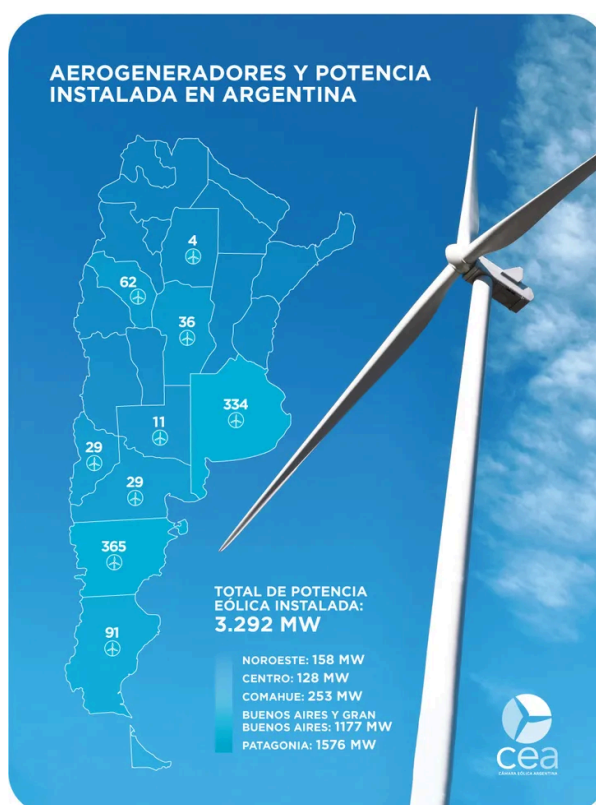 AEROGENERADORES Y POTENCIA
INSTALADA EN ARGENTINA
4
62
36
334
11
29
29
365
91
TOTAL DE POTENCIA
EÓLICA INSTALADA:
3.292 MW
NOROESTE: 158 MW
CENTRO: 128 MW
COMAHUE: 253 MW
BUENOS AIRES Y GRAN
BUENOS AIRES: 1177 MW
PATAGONIA: 1576 MW
cea
CÁMARA EÓLICA ARGENTINA